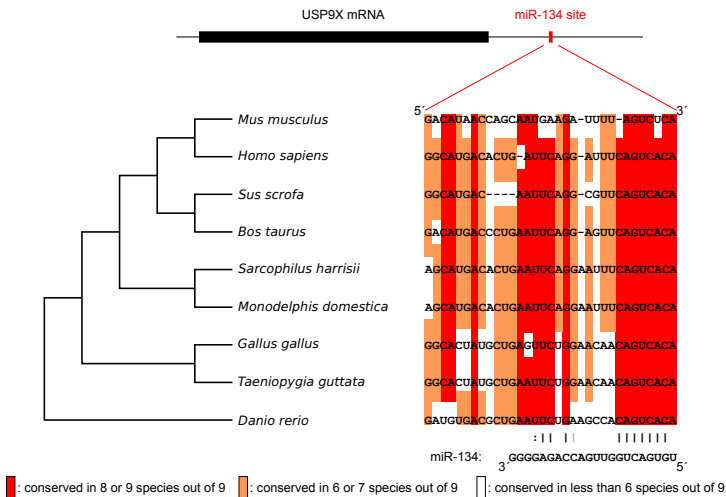 USP9X mRNA miR-134 site
5´ 3´
Mus musculus GACAUAACCAGCAAUGAAGA-UUUU-AGUCUCA
Homo sapiens GGCAUGACACUG-AUUCAGG-AUUUCAGUCACA
Sus scrofa GGCAUGAC----AAUUCAGG-CGUUCAGUCACA
Bos taurus GACAUGACCCUGAAUUCAGG-AGUUCAGUCACA
Sarcophilus harrisii AGCAUGACACUGAAUUCAGGAAUUUCAGUCACA
Monodelphis domestica AGCAUGACACUGAAUUCAGGAAUUUCAGUCACA
Gallus gallus GGCACUAUGCUGAGUUCUGGAACAACAGUCACA
Taeniopygia guttata GGCACUAUGCUGAAUUCUGGAACAACAGUCACA
Danio rerio GAUGUGACGCUGAAUUCUGAAGCCACAGUCACA
miR-134: GGGGAGACCAGUUGGUCAGUGU
3´ 5´
: conserved in 8 or 9 species out of 9 : conserved in 6 or 7 species out of 9 : conserved in less than 6 species out of 9